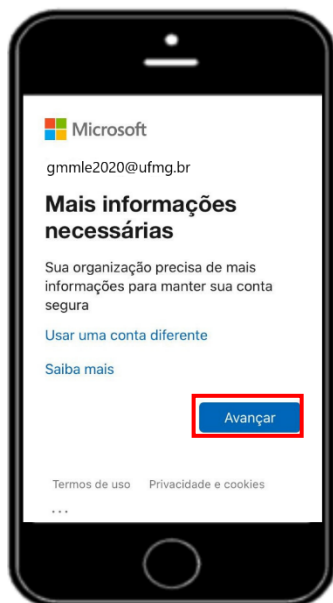 Microsoft
gmmle2020@ufmg.br
Mais informações
necessárias
Sua organização precisa de mais
informações para manter sua conta
segura
Usar uma conta diferente
Saiba mais
Avançar
Termos de uso Privacidade e cookies
...